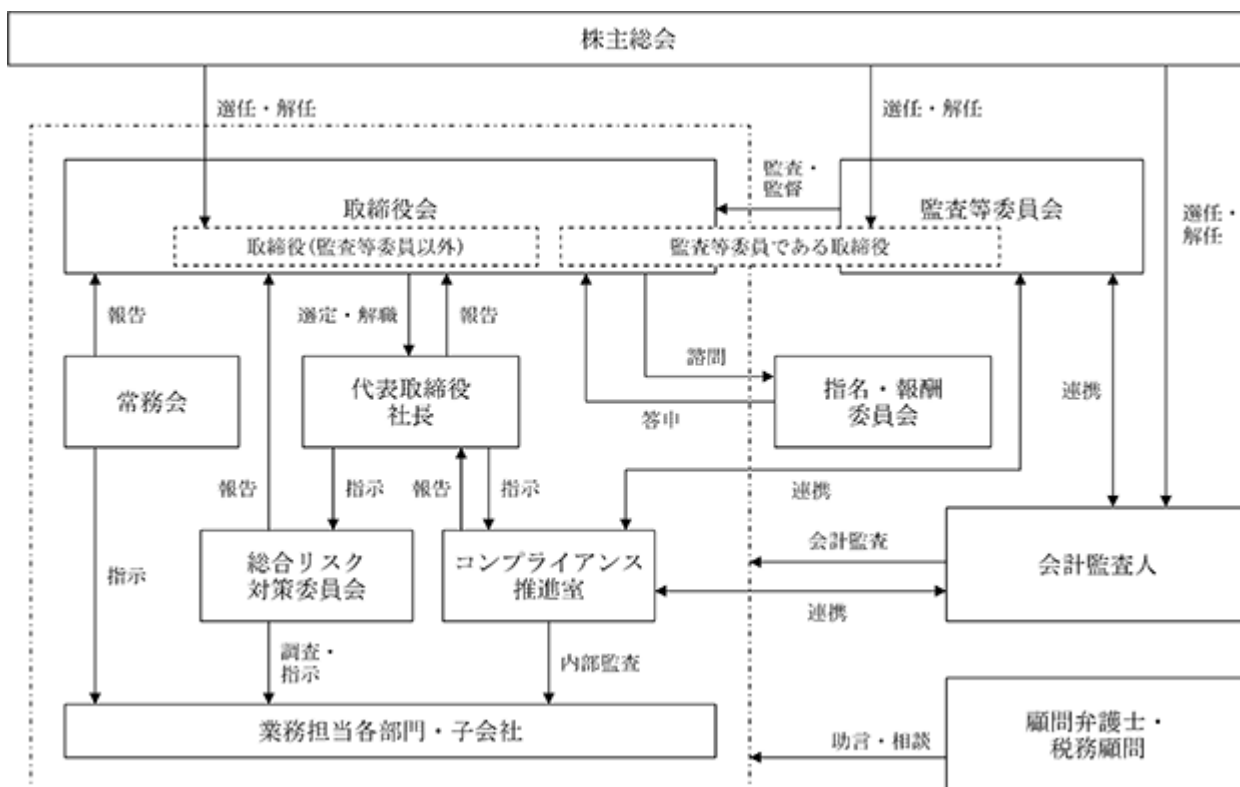 株主総会
選任・解任
選任・解任
選任・
解任
監査・
監督
取締役会
監査等委員会
取締役(監査等委員以外)
監査等委員である取締役
報告
選定・解職
報告
諮問
連携
常務会
代表取締役
社長
指名・報酬
委員会
答申
報告
指示
報告
指示
連携
指示
総合リスク
対策委員会
コンプライアンス
推進室
会計監査
会計監査人
連携
調査・
指示
内部監査
業務担当各部門・子会社
助言・相談
顧問弁護士・
税務顧問